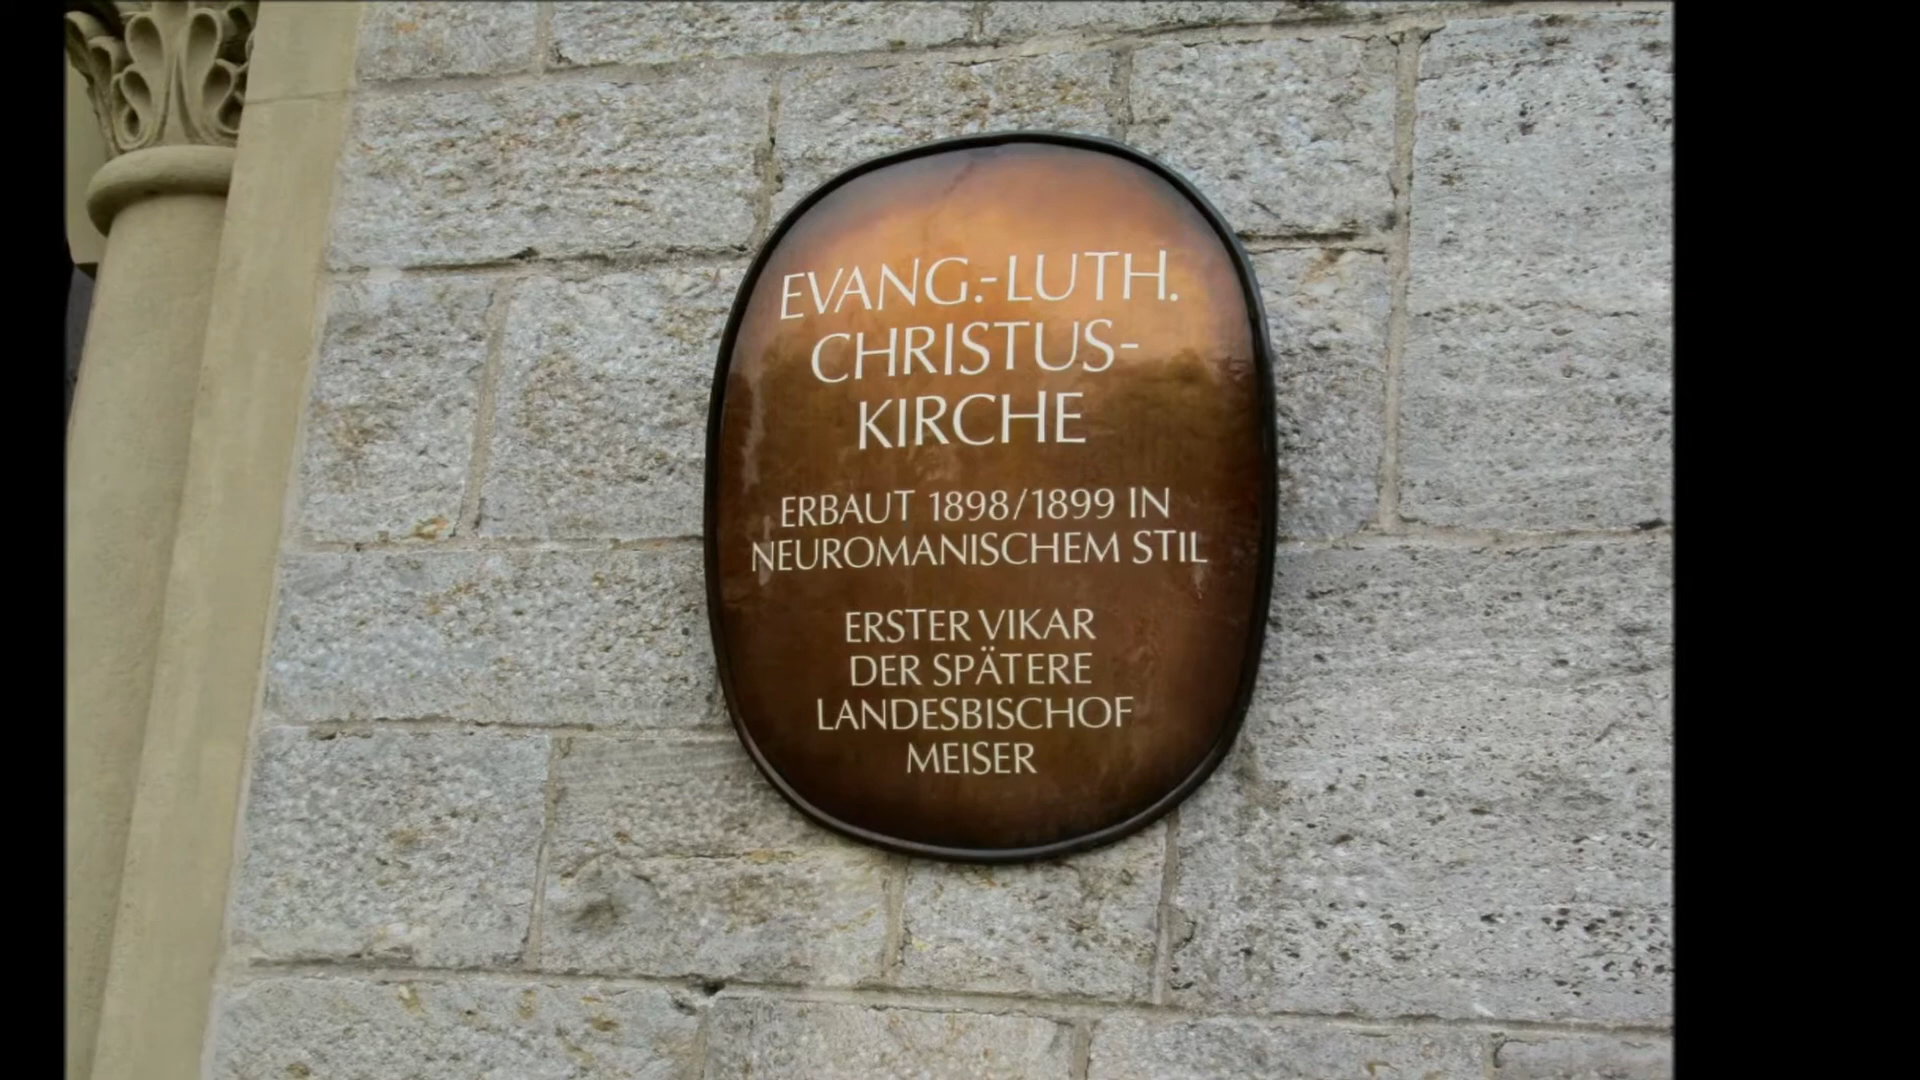 EVANG.-LUTH.
CHRISTUS-
KIRCHE
ERBAUT 1898/1899 IN
NEUROMANISCHEM STIL
ERSTER VIKAR
DER SPÄTERE
LANDESBISCHOF
MEISER